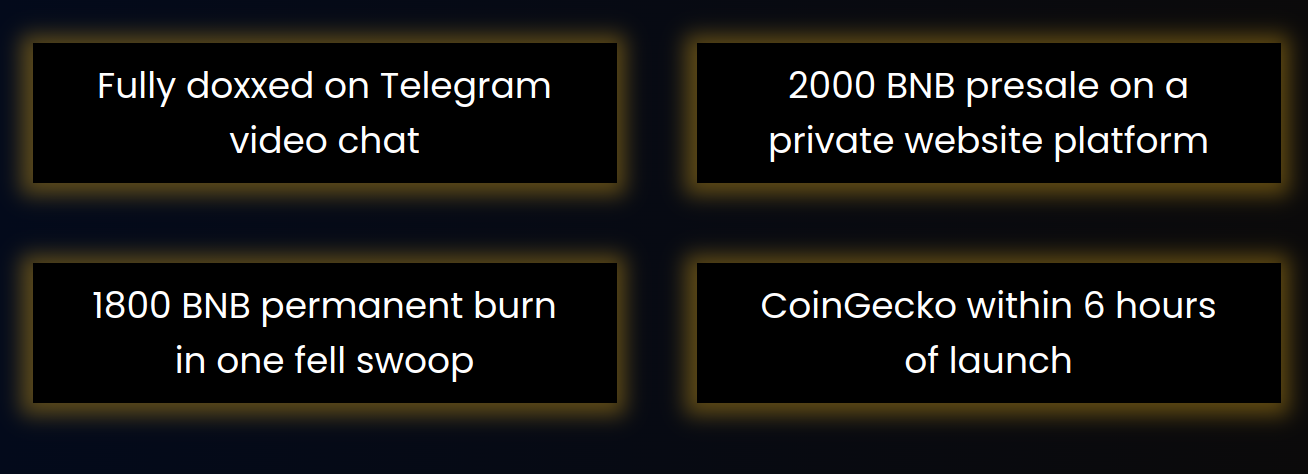 Fully doxxed on Telegram
video chat
2000 BNB presale on a
private website platform
1800 BNB permanent burn
in one fell swoop
CoinGecko within 6 hours
of launch